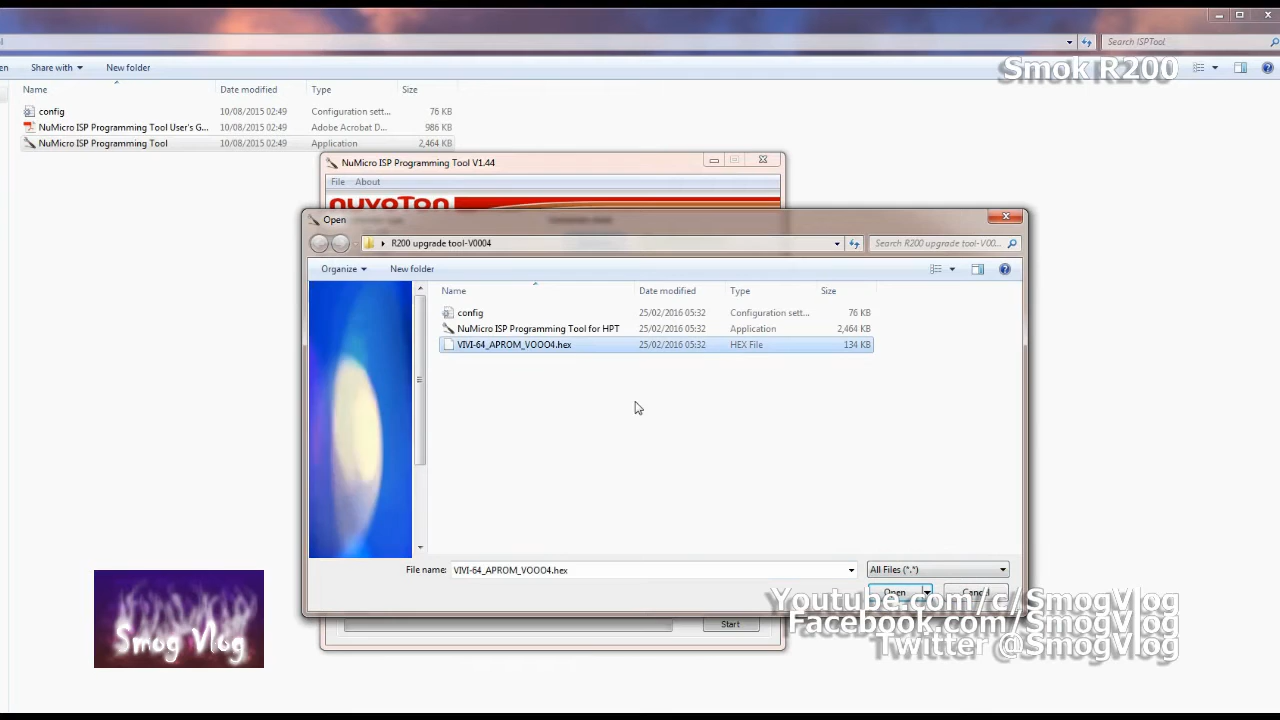 Search ISPTool
Smok R200
en Share with New folder
Name Date modified Type Size
config 10/08/2015 02:49 Configuration sett... 76 KB
NuMicro ISP Programming Tool User's G... 10/08/2015 02:49 Adobe Acrobat D... 986 KB
NuMicro ISP Programming Tool 10/08/2015 02:49 Application 2,464 KB
NuMicro ISP Programming Tool V1.44
File About
nuvoTon
Open
R200 upgrade tool-V0004 Search R200 upgrade tool-V00...
Organize New folder
Name Date modified Type Size
config 25/02/2016 05:32 Configuration sett... 76 KB
NuMicro ISP Programming Tool for HPT 25/02/2016 05:32 Application 2,464 KB
VIVI-64_APROM_VOOO4.hex 25/02/2016 05:32 HEX File 134 KB
File name: VIVI-64_APROM_VOOO4.hex All Files (*.*)
Open Cancel
Youtube.com/c/SmogVlog
Facebook.com/SmogVlog
Twitter @SmogVlog
Start
Smog Vlog